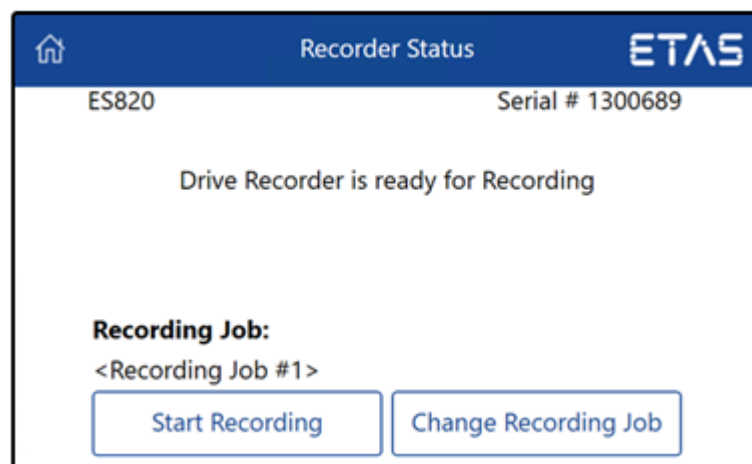 Recorder Status ETAS
ES820 Serial # 1300689
Drive Recorder is ready for Recording
Recording Job:
<Recording Job #1>
Start Recording Change Recording Job